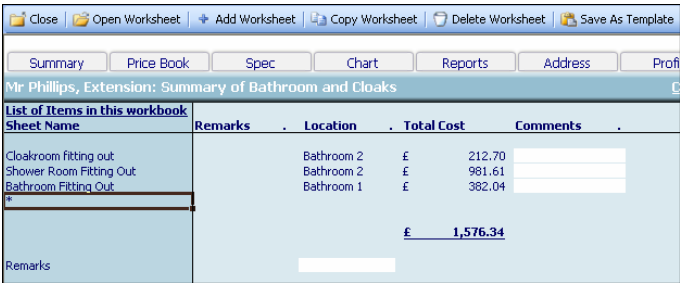 Close Open Worksheet Add Worksheet Copy Worksheet Delete Worksheet Save As Template
Summary Price Book Spec Chart Reports Address Profi
Mr Phillips, Extension: Summary of Bathroom and Cloaks
List of Items in this workbook
Sheet Name Remarks . Location . Total Cost Comments .
Cloakroom fitting out Bathroom 2 £ 212.70
Shower Room Fitting Out Bathroom 2 £ 981.61
Bathroom Fitting Out Bathroom 1 £ 382.04
*
£ 1,576.34
Remarks